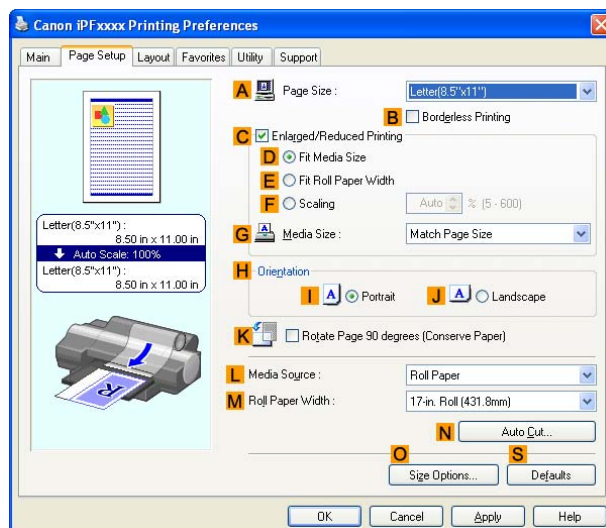 Canon iPFxxxx Printing Preferences
Main Page Setup Layout Favorites Utility Support
A Page Size : Letter(8.5"x11")
B Borderless Printing
C Enlarged/Reduced Printing
D Fit Media Size
E Fit Roll Paper Width
F Scaling Auto % (5 - 600)
G Media Size : Match Page Size
Letter(8.5"x11") :
8.50 in x 11.00 in
Auto Scale: 100%
Letter(8.5"x11") :
8.50 in x 11.00 in
H Orientation
I A Portrait J A Landscape
K Rotate Page 90 degrees (Conserve Paper)
R
L Media Source : Roll Paper
M Roll Paper Width : 17-in. Roll (431.8mm)
N Auto Cut...
O S
Size Options... Defaults
OK Cancel Apply Help